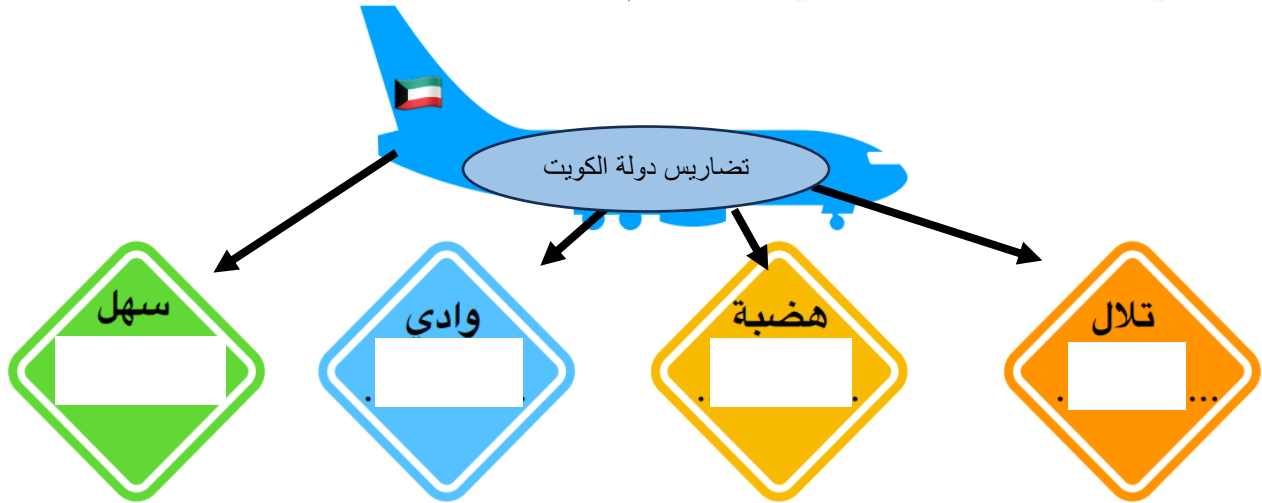 تضاريس دولة الكويت
تلال
... .
هضبة
. .
وادي
. .
سهل